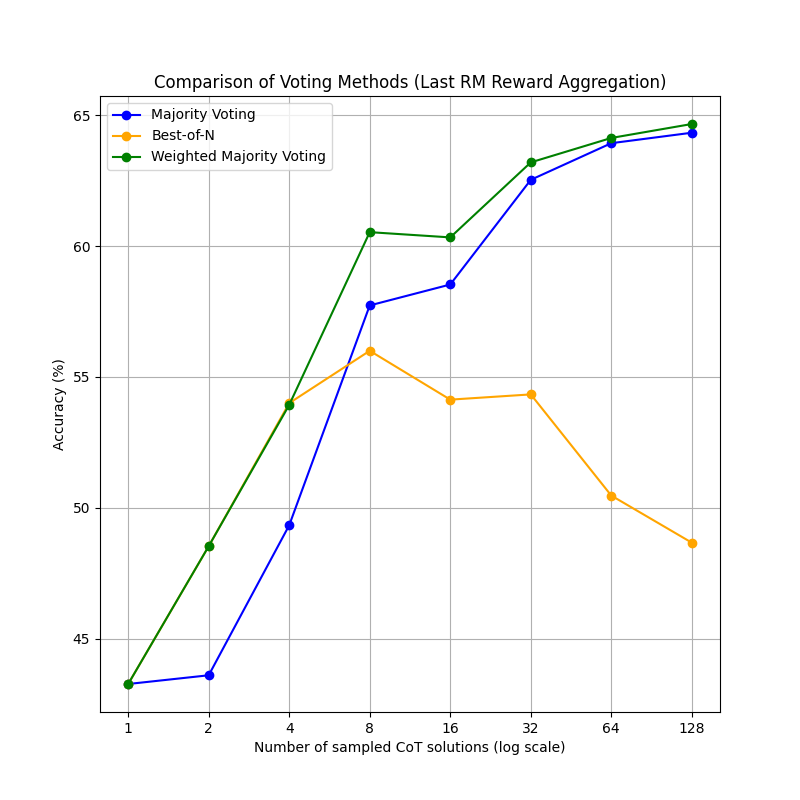 Comparison of Voting Methods (Last RM Reward Aggregation)
Majority Voting
Best-of-N
Weighted Majority Voting
65
60
55
50
45
Accuracy (%)
1 2 4 8 16 32 64 128
Number of sampled CoT solutions (log scale)